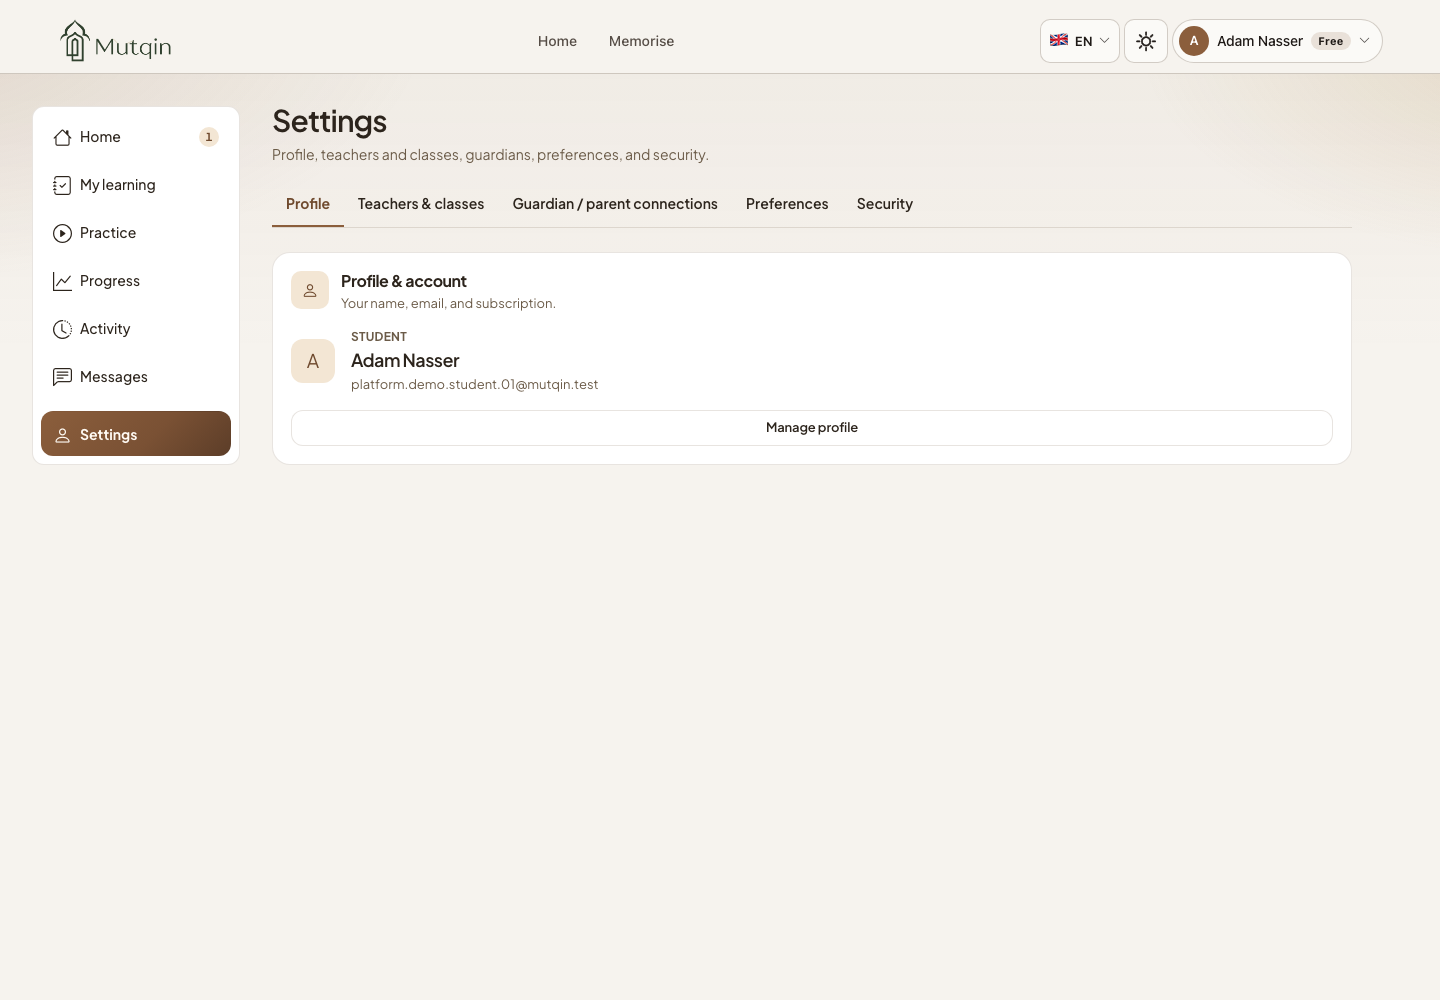 Mutqin
Home
Memorise
EN
A
Adam Nasser
Free
Home
1
My learning
Practice
Progress
Activity
Messages
Settings
Settings
Profile, teachers and classes, guardians, preferences, and security.
Profile
Teachers & classes
Guardian / parent connections
Preferences
Security
Profile & account
Your name, email, and subscription.
A
STUDENT
Adam Nasser
platform.demo.student.01@mutqin.test
Manage profile